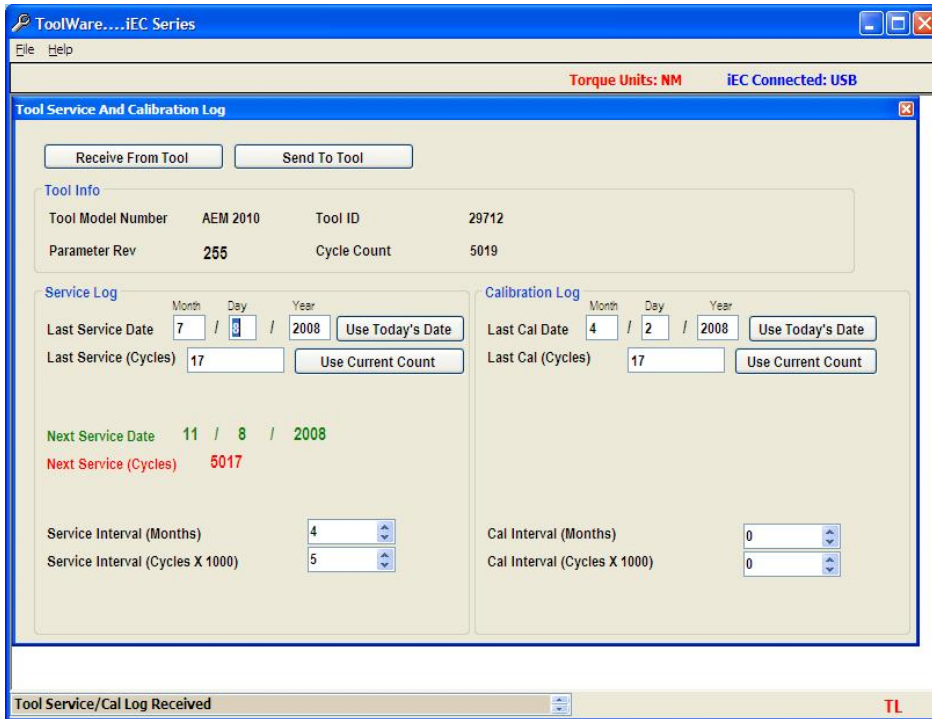 ToolWare....iEC Series
File Help
Torque Units: NM iEC Connected: USB
Tool Service And Calibration Log
Receive From Tool Send To Tool
Tool Info
Tool Model Number AEM 2010 Tool ID 29712
Parameter Rev 255 Cycle Count 5019
Service Log
Month Day Year
Last Service Date 7 / 8 / 2008 Use Today's Date
Last Service (Cycles) 17 Use Current Count
Next Service Date 11 / 8 / 2008
Next Service (Cycles) 5017
Service Interval (Months) 4
Service Interval (Cycles X 1000) 5
Calibration Log
Month Day Year
Last Cal Date 4 / 2 / 2008 Use Today's Date
Last Cal (Cycles) 17 Use Current Count
Cal Interval (Months) 0
Cal Interval (Cycles X 1000) 0
Tool Service/Cal Log Received TL